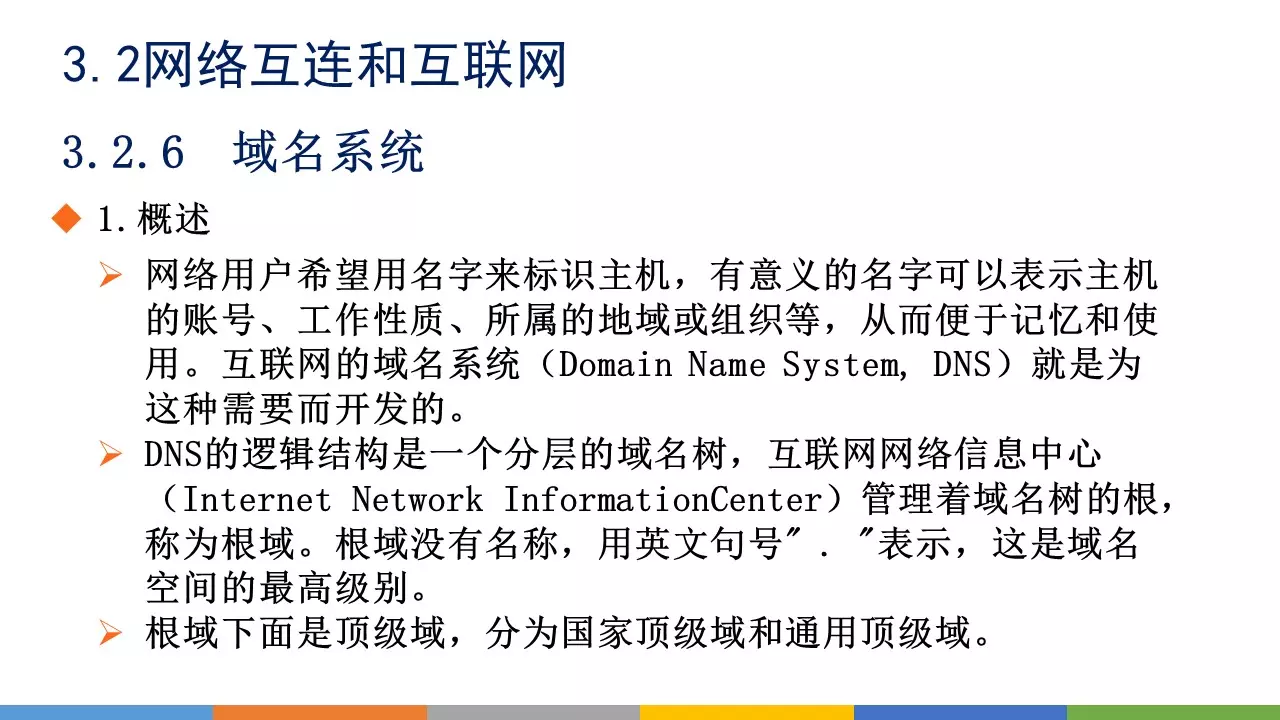 3.2网络互连和互联网
3.2.6 域名系统
1.概述
网络用户希望用名字来标识主机，有意义的名字可以表示主机
的账号、工作性质、所属的地域或组织等，从而便于记忆和使
用。互联网的域名系统（Domain Name System, DNS）就是为
这种需要而开发的。
DNS的逻辑结构是一个分层的域名树，互联网网络信息中心
（Internet Network InformationCenter）管理着域名树的根，
称为根域。根域没有名称，用英文句号" . "表示，这是域名
空间的最高级别。
根域下面是顶级域，分为国家顶级域和通用顶级域。